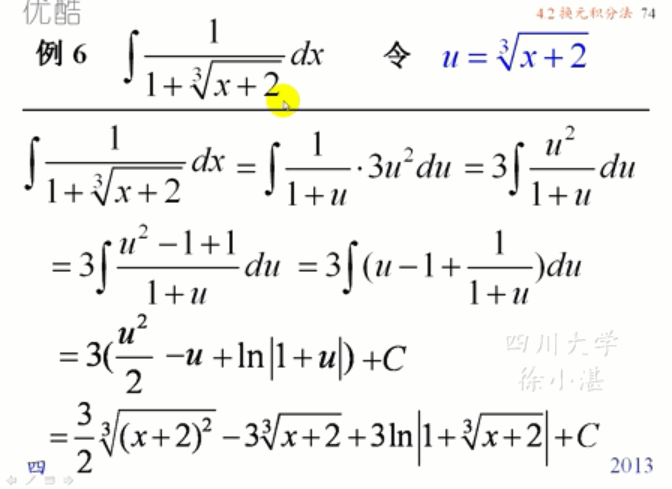 优酷
4.2 换元积分法 74
例 6 ∫ 1/(1+∛(x+2)) dx 令 u = ∛(x+2)
∫ 1/(1+∛(x+2)) dx = ∫ 1/(1+u) · 3u² du = 3∫ u²/(1+u) du
= 3∫ (u²−1+1)/(1+u) du = 3∫ (u−1+ 1/(1+u))du
= 3(u²/2 − u + ln|1+u|) + C
= 3/2 ∛((x+2)²) − 3∛(x+2) + 3ln|1+∛(x+2)| + C
四川大学
徐小湛
四 2013